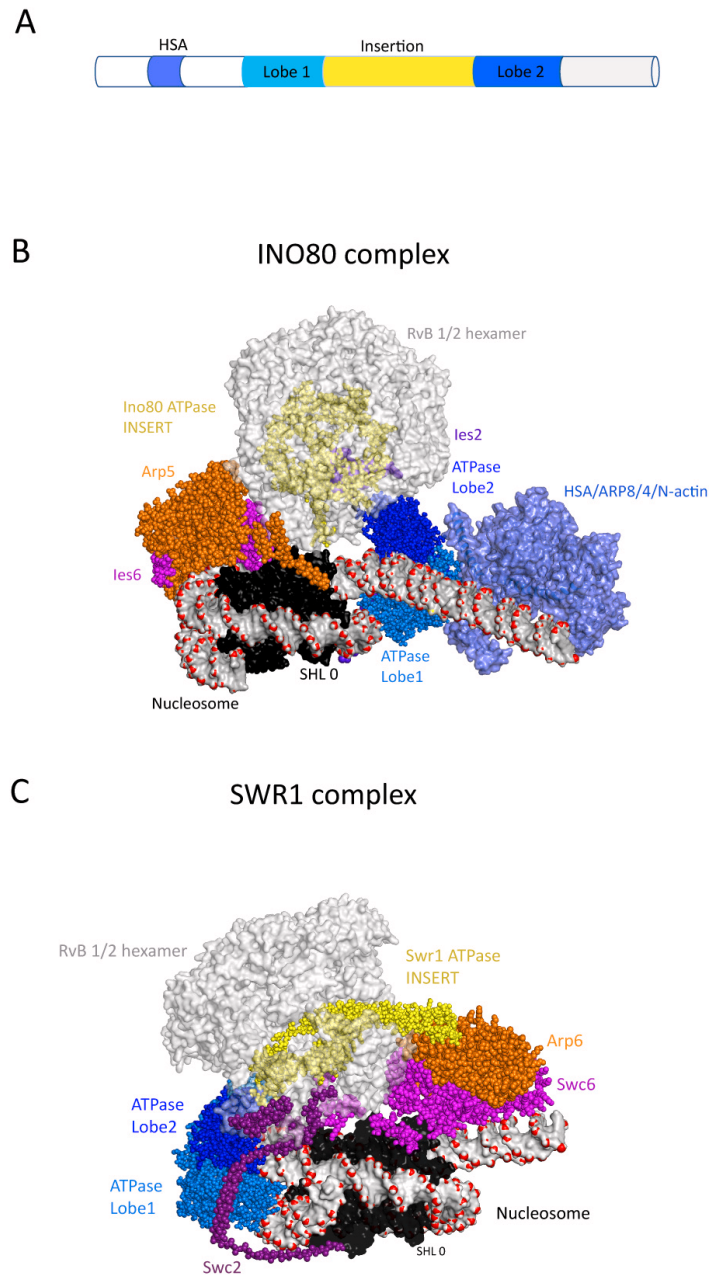 A
HSA
Insertion
Lobe 1
Lobe 2
B
INO80 complex
RvB 1/2 hexamer
Ino80 ATPase
INSERT
Ies2
Arp5
ATPase
Lobe2
HSA/ARP8/4/N-actin
Ies6
ATPase
Lobe1
SHL 0
Nucleosome
C
SWR1 complex
RvB 1/2 hexamer
Swr1 ATPase
INSERT
Arp6
Swc6
ATPase
Lobe2
ATPase
Lobe1
Nucleosome
SHL 0
Swc2